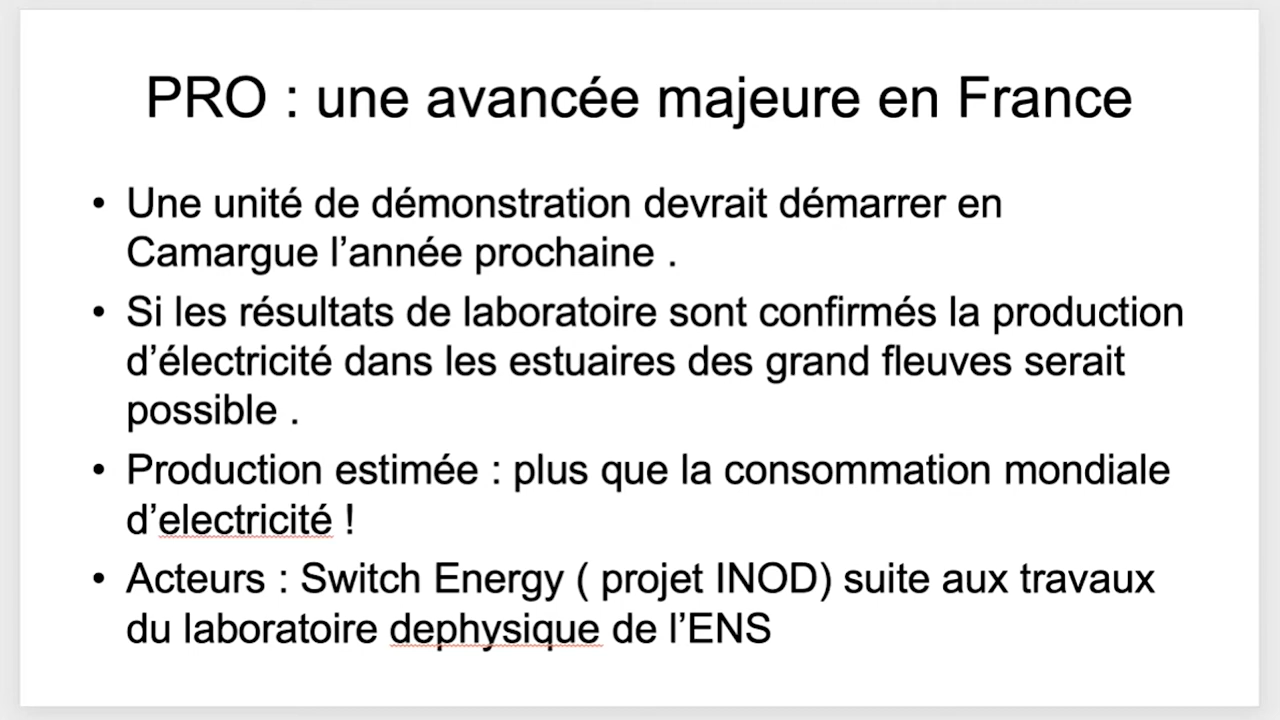 PRO : une avancée majeure en France
• Une unité de démonstration devrait démarrer en
Camargue l’année prochaine .
• Si les résultats de laboratoire sont confirmés la production
d’électricité dans les estuaires des grand fleuves serait
possible .
• Production estimée : plus que la consommation mondiale
d’electricité !
• Acteurs : Switch Energy ( projet INOD) suite aux travaux
du laboratoire dephysique de l’ENS